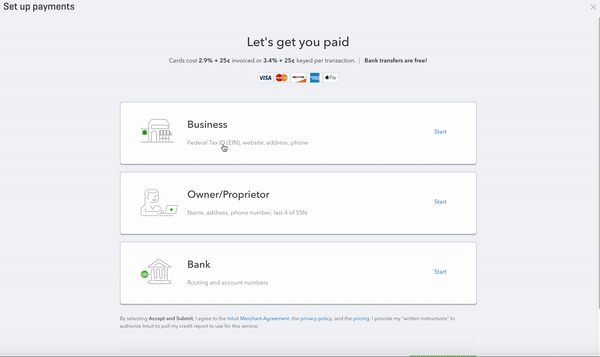 Set up payments
Let's get you paid
Cards cost 2.9% + 25¢ invoiced or 3.4% + 25¢ keyed per transaction. | Bank transfers are free!
VISA Pay
Business
Start
Federal Tax ID (EIN), website, address, phone
Owner/Proprietor
Start
Name, address, phone number, last 4 of SSN
Bank
Start
Routing and account numbers
By selecting Accept and Submit, I agree to the Intuit Merchant Agreement, the privacy policy, and the pricing. I provide my "written instructions" to
authorize Intuit to pull my credit report to use for this service.